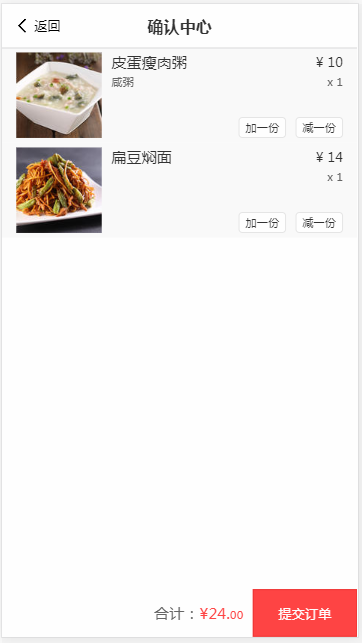 返回 确认中心
皮蛋瘦肉粥 ¥ 10
咸粥 x 1
加一份 减一份
扁豆焖面 ¥ 14
x 1
加一份 减一份
合计：¥24.00 提交订单